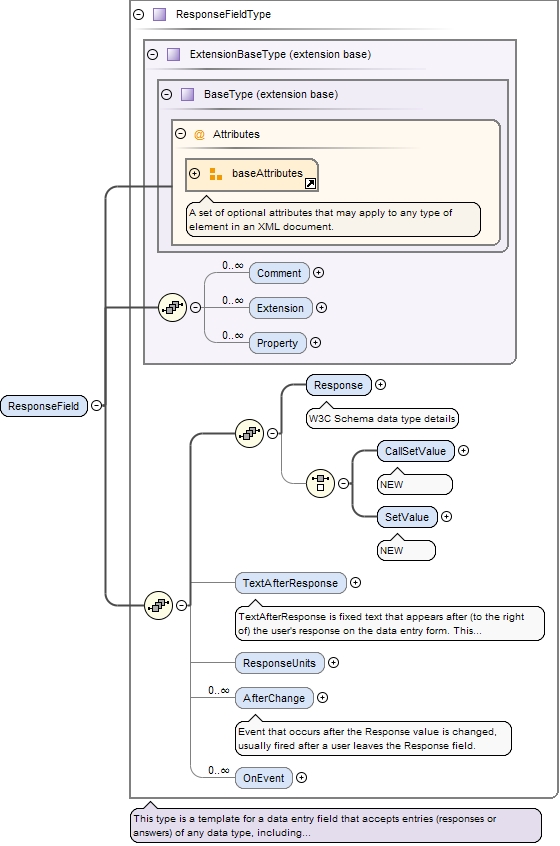 ResponseFieldType
ExtensionBaseType (extension base)
BaseType (extension base)
@ Attributes
baseAttributes
A set of optional attributes that may apply to any type of
element in an XML document.
0..∞
Comment
0..∞
Extension
0..∞
Property
ResponseField
Response
W3C Schema data type details
CallSetValue
NEW
SetValue
NEW
TextAfterResponse
TextAfterResponse is fixed text that appears after (to the right
of) the user's response on the data entry form. This...
ResponseUnits
0..∞
AfterChange
Event that occurs after the Response value is changed,
usually fired after a user leaves the Response field.
0..∞
OnEvent
This type is a template for a data entry field that accepts entries (responses or
answers) of any data type, including...